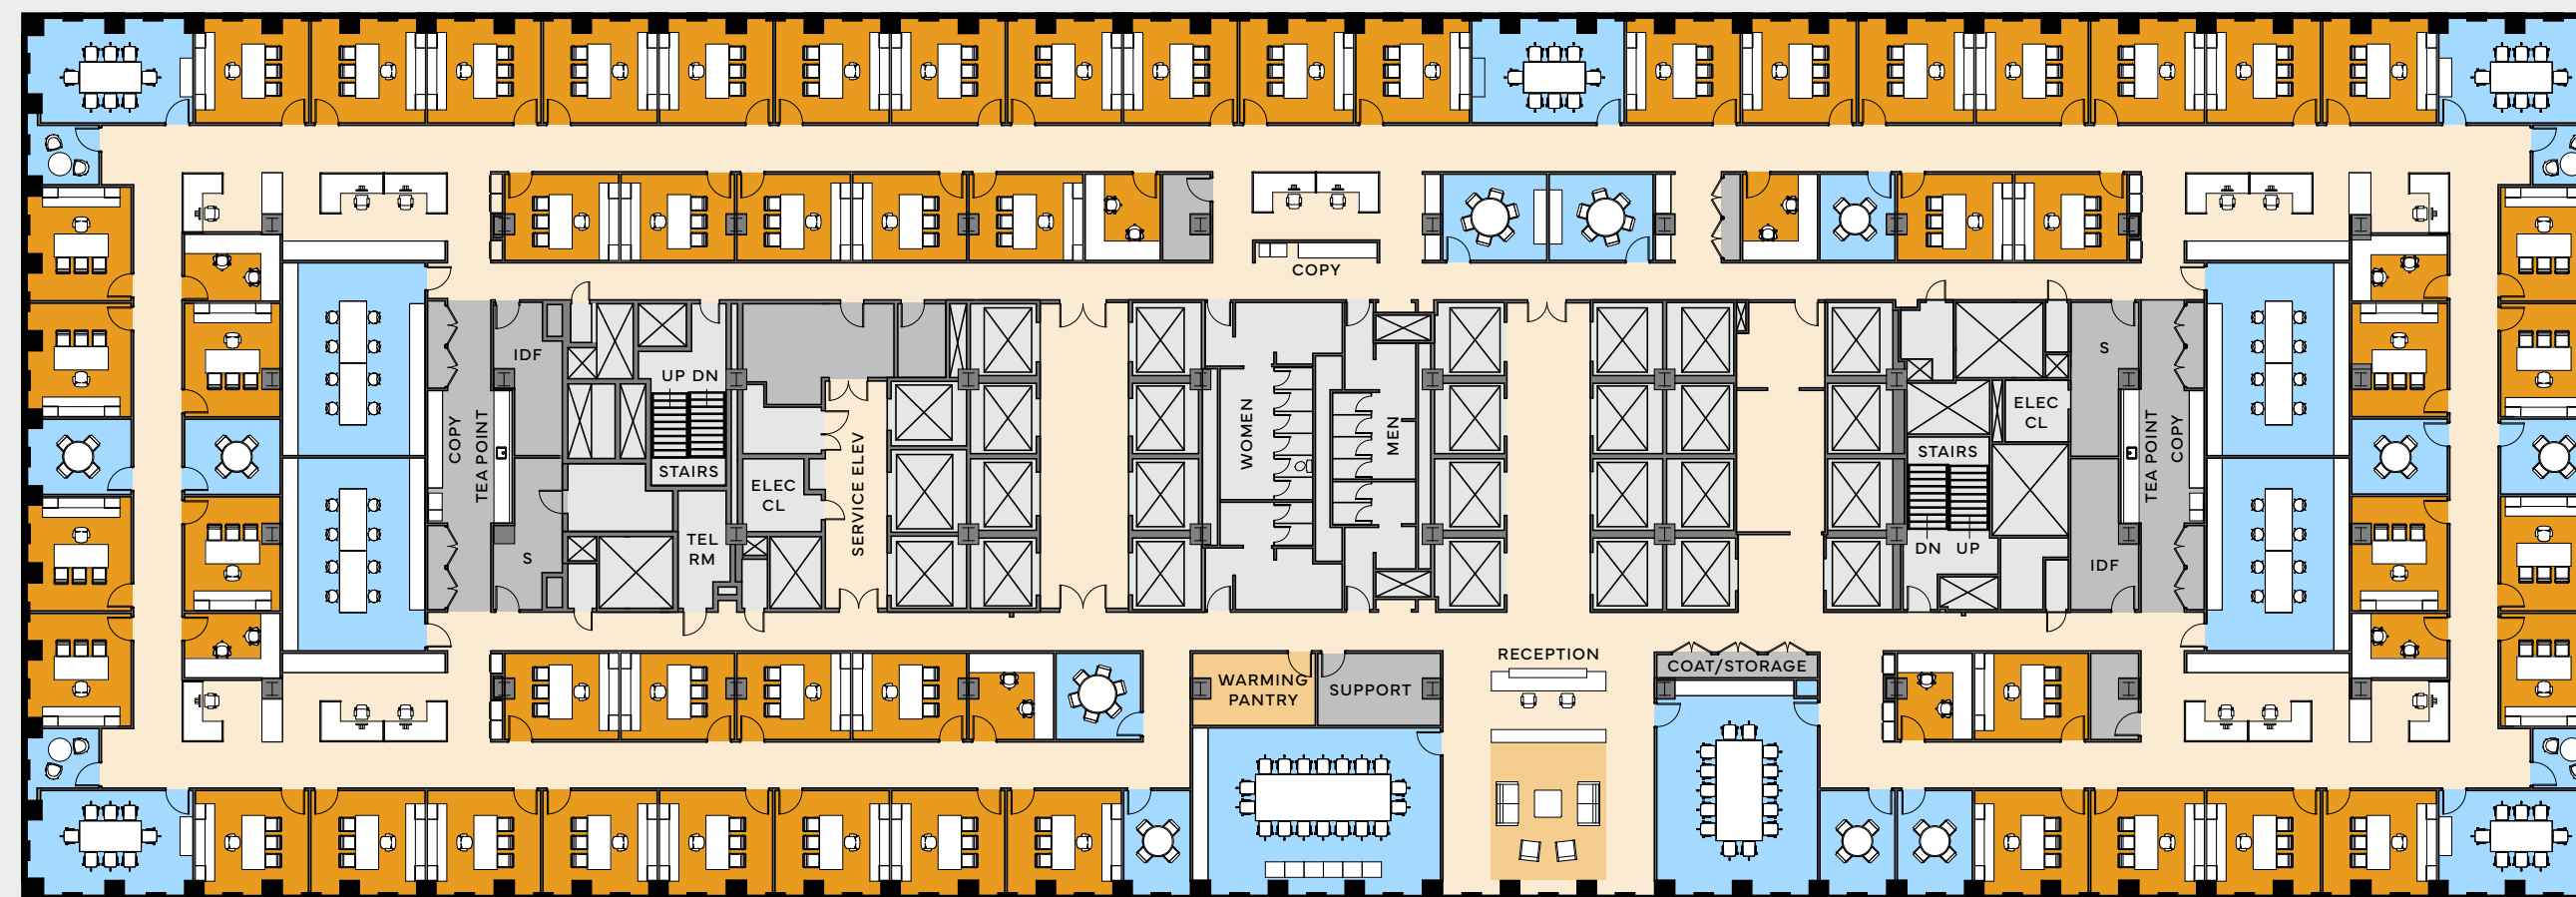 COPY
IDF
UP DN
STAIRS
COPY
TEA POINT
S
TEL
RM
ELEC
CL
SERVICE ELEV
WOMEN
MEN
ELEC
CL
STAIRS
DN UP
S
TEA POINT
COPY
IDF
WARMING
PANTRY
SUPPORT
RECEPTION
COAT/STORAGE